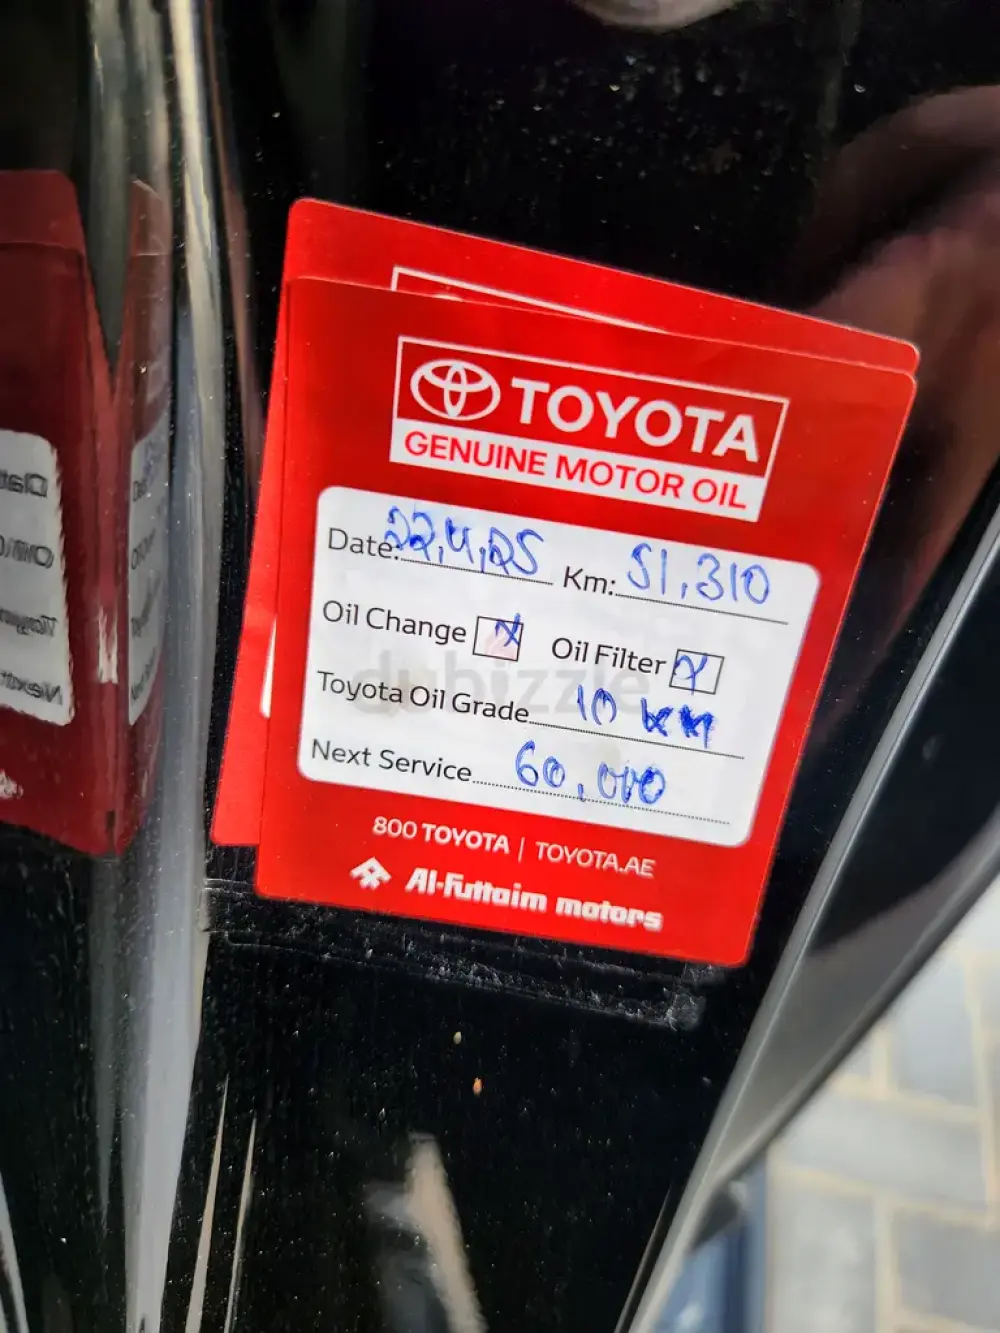 TOYOTA
GENUINE MOTOR OIL
Date: 22,4,25 Km: 51,310
Oil Change Oil Filter
dubizzle
Toyota Oil Grade 10 KM
Next Service 60,000
800 TOYOTA | TOYOTA.AE
Al-Futtaim motors